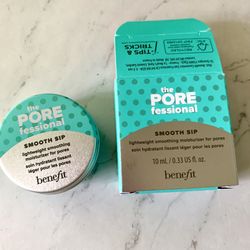 the
PORE
fessional
SMOOTH SIP
lightweight smoothing
moisturizer for pores
soin hydratant lissant
léger pour les pores
benefit
TIPS &
TRICKS
the
PORE
fessional
SMOOTH SIP
lightweight smoothing
moisturizer for pores
soin hydratant lissant
léger pour les pores
benefit
10 mL / 0.33 US fl. oz.